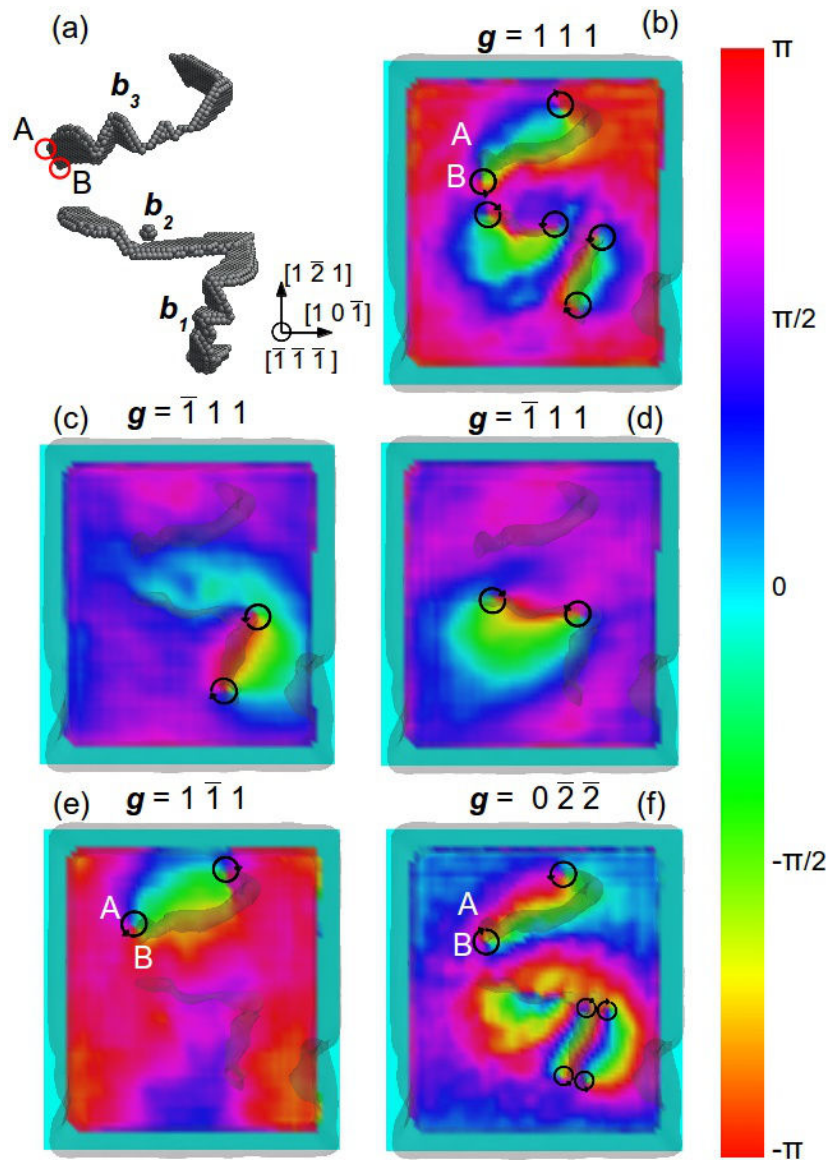 (a)
b₃
A
B
b₂
b₁
[1 2̅ 1]
[1 0 1̅]
[1̅ 1̅ 1̅]
g = 1 1 1 (b)
A
B
π
π/2
0
-π/2
-π
(c) g = 1̅ 1 1
g = 1̅ 1 1 (d)
(e) g = 1 1̅ 1
A
B
g = 0 2̅ 2̅ (f)
A
B